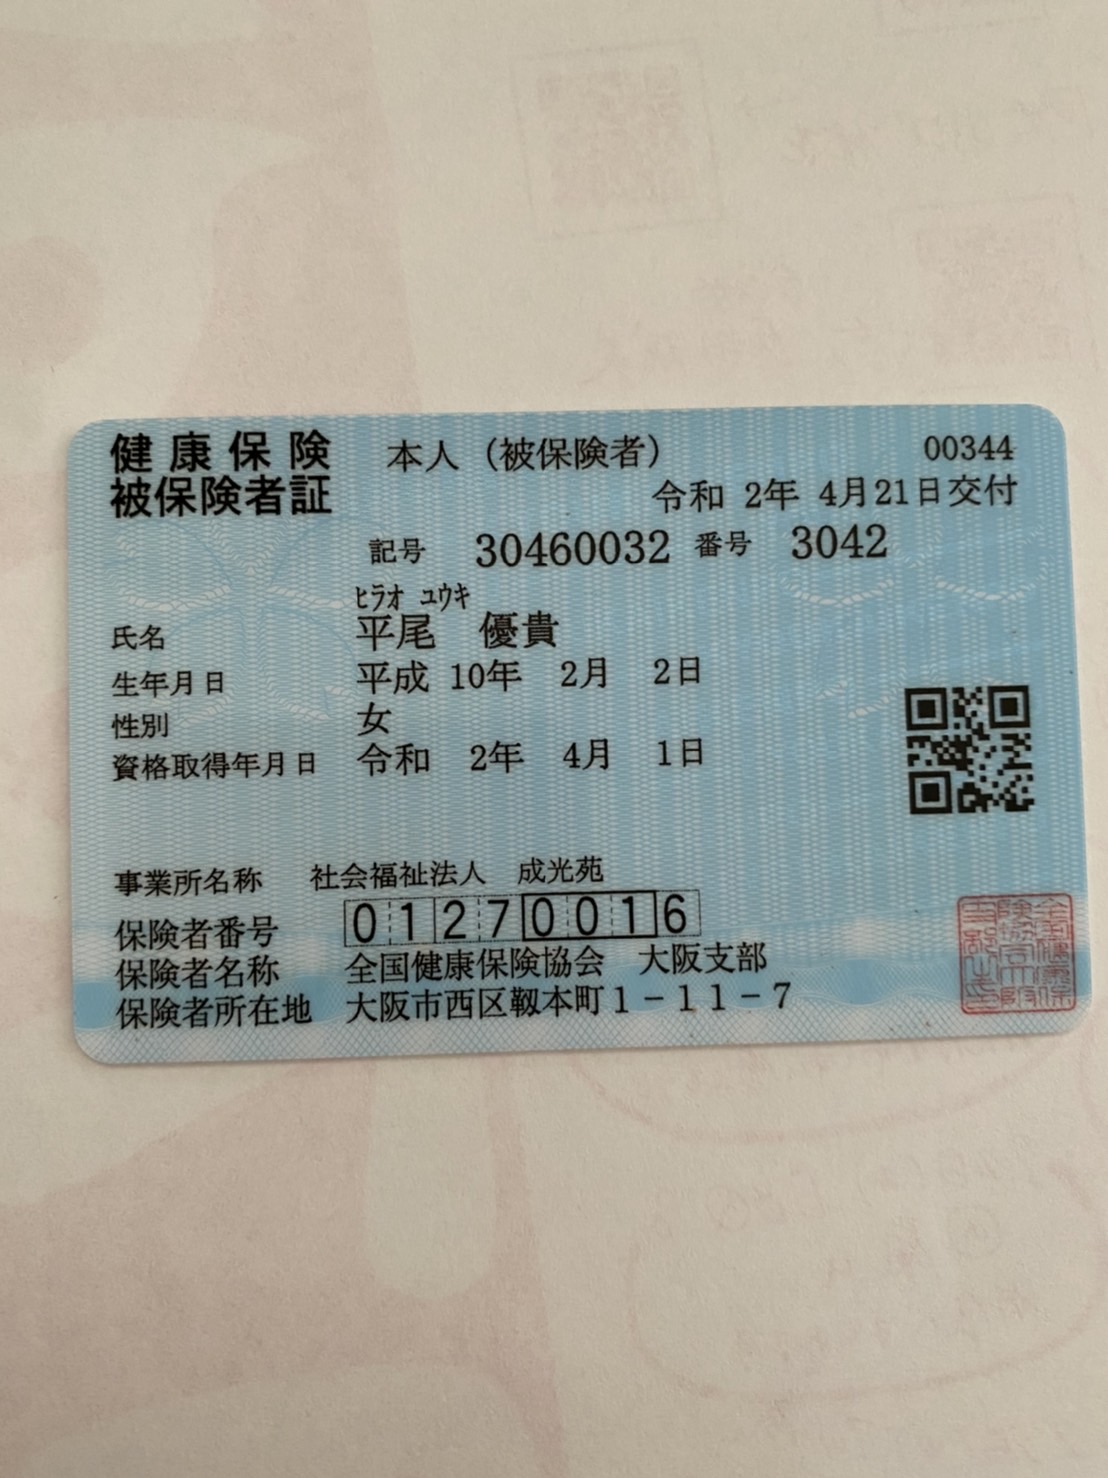 健康保険
被保険者証
本人（被保険者）
00344
令和 2年 4月21日交付
記号 30460032 番号 3042
ﾋﾗｵ ﾕｳｷ
氏名 平尾 優貴
生年月日 平成 10年 2月 2日
性別 女
資格取得年月日 令和 2年 4月 1日
事業所名称 社会福祉法人 成光苑
保険者番号 01270016
保険者名称 全国健康保険協会 大阪支部
保険者所在地 大阪市西区靱本町1－11－7